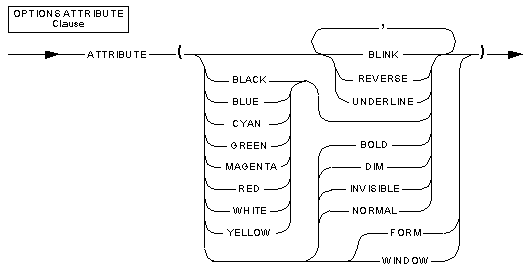 OPTIONS ATTRIBUTE
Clause
,
ATTRIBUTE ( BLINK )
REVERSE
BLACK
UNDERLINE
BLUE
CYAN
GREEN BOLD
MAGENTA DIM
RED INVISIBLE
WHITE NORMAL
YELLOW FORM
WINDOW